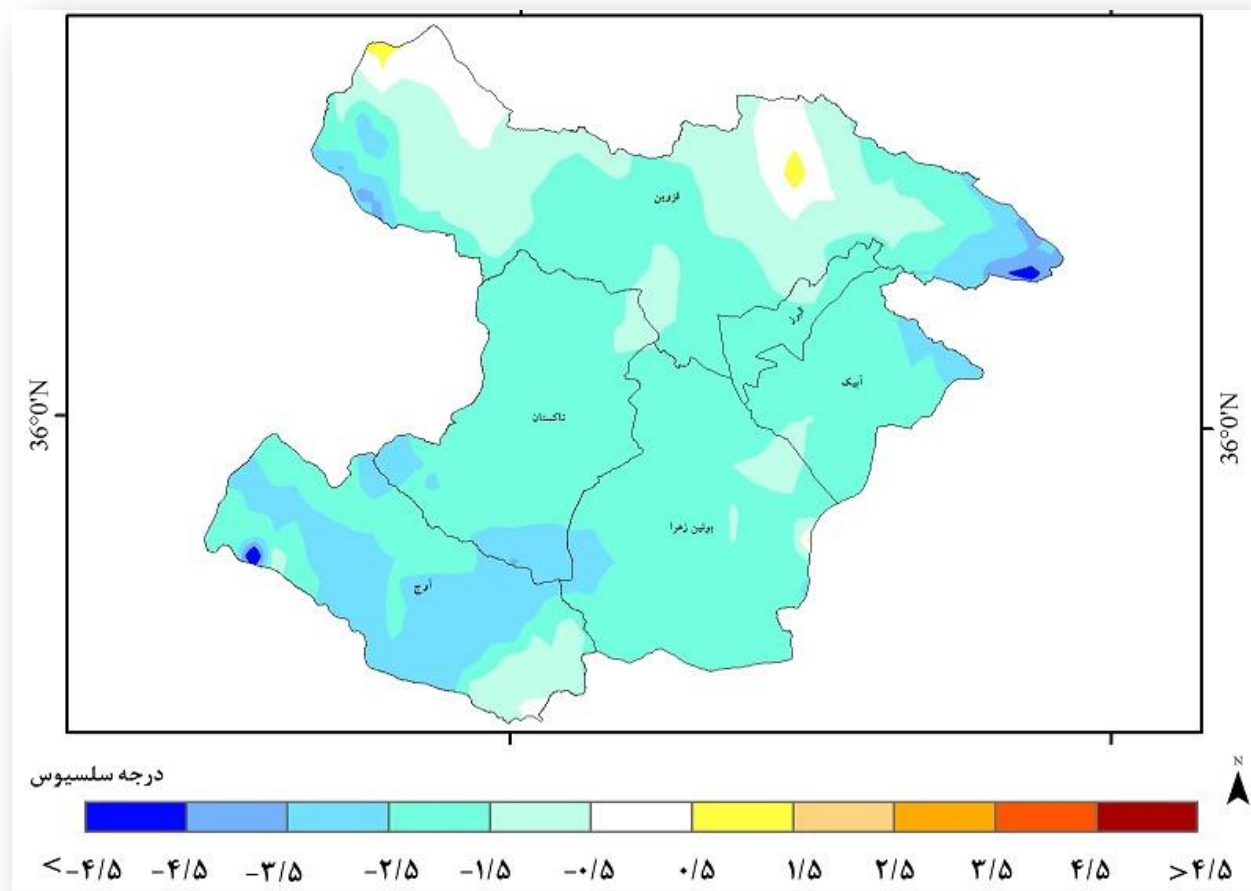 قزوین
البرز
آبیک
36°0'N
36°0'N
تاکستان
بوئین زهرا
آوج
درجه سلسیوس
N
<-۴/۵ -۴/۵ -۳/۵ -۲/۵ -۱/۵ -۰/۵ ۰/۵ ۱/۵ ۲/۵ ۳/۵ ۴/۵ >۴/۵